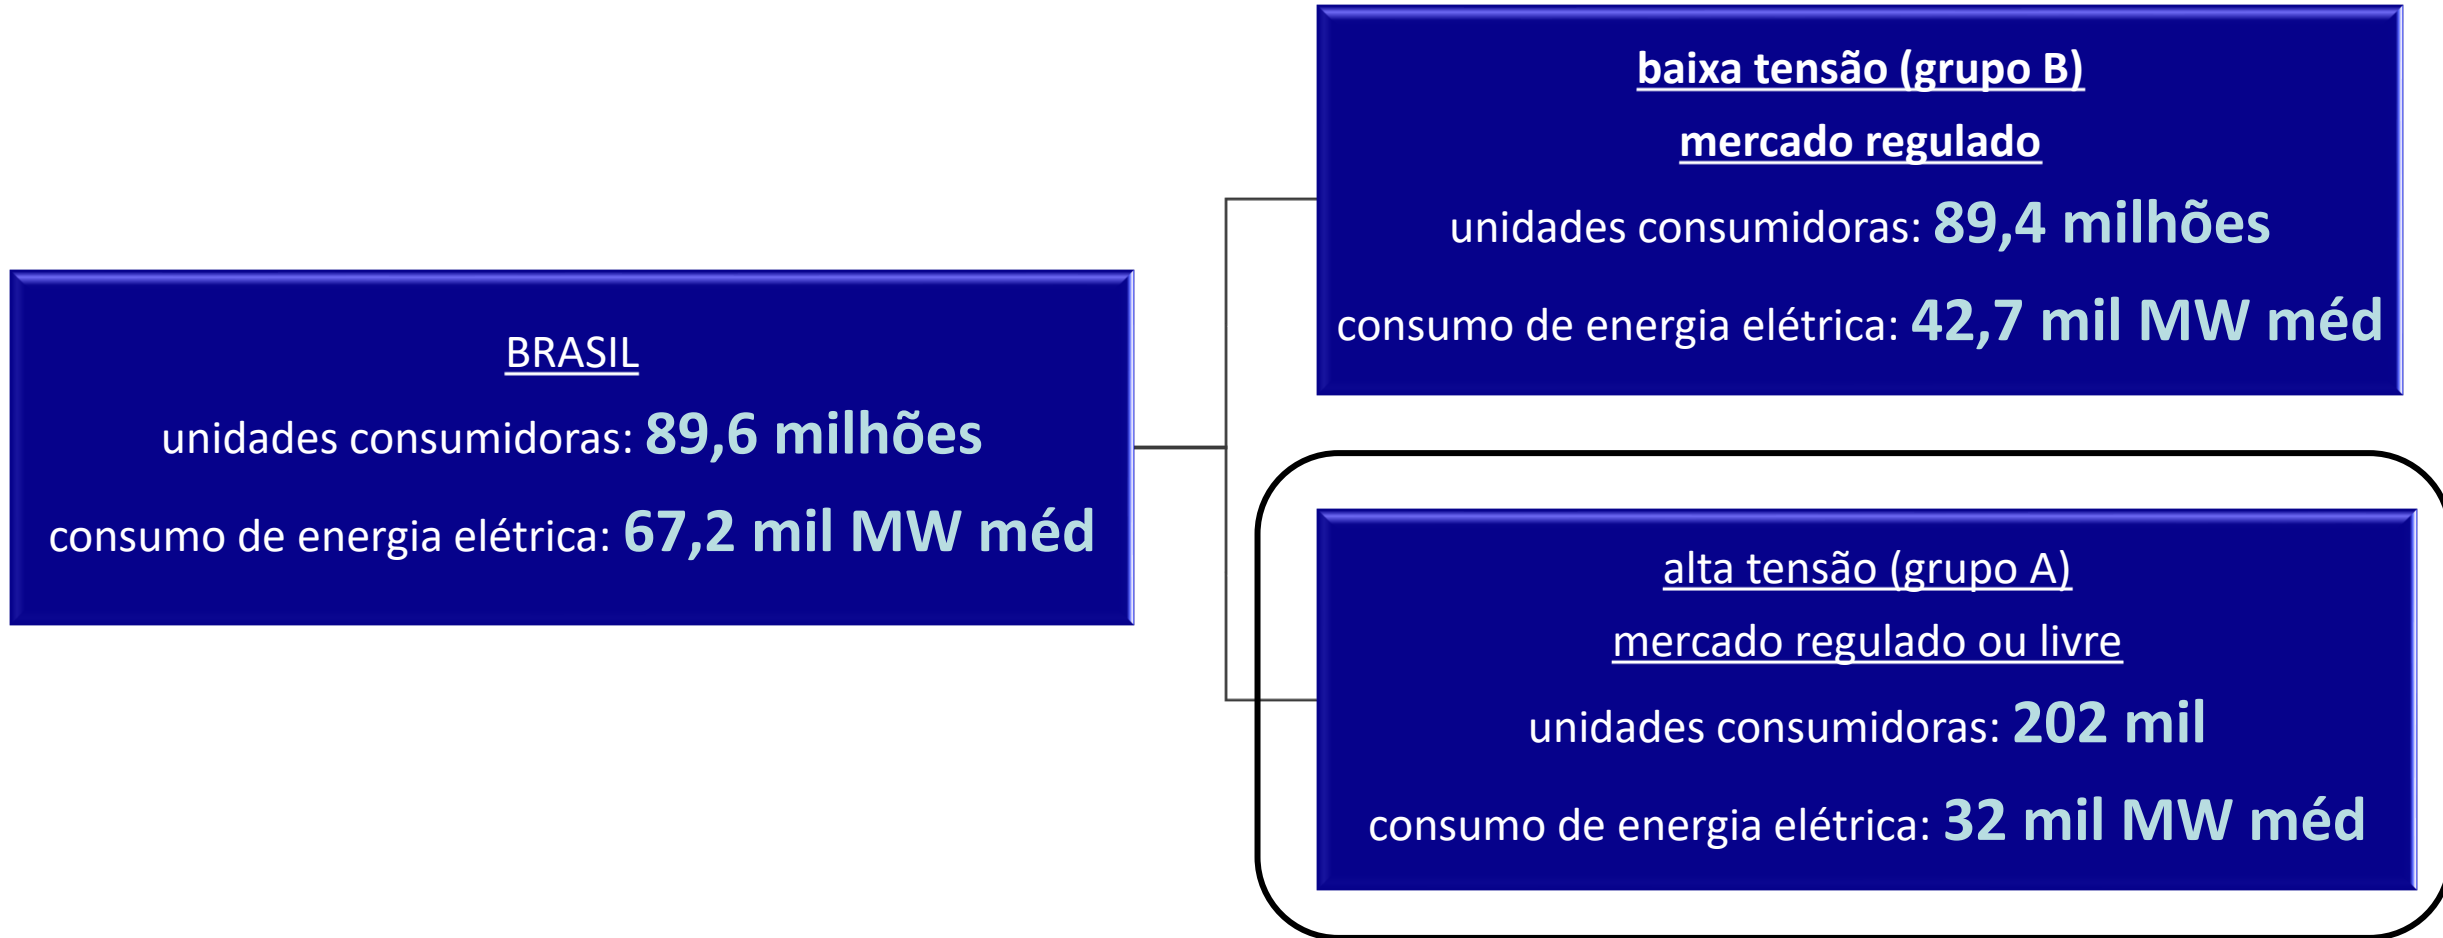 BRASIL
unidades consumidoras: 89,6 milhões
consumo de energia elétrica: 67,2 mil MW méd
baixa tensão (grupo B)
mercado regulado
unidades consumidoras: 89,4 milhões
consumo de energia elétrica: 42,7 mil MW méd
alta tensão (grupo A)
mercado regulado ou livre
unidades consumidoras: 202 mil
consumo de energia elétrica: 32 mil MW méd